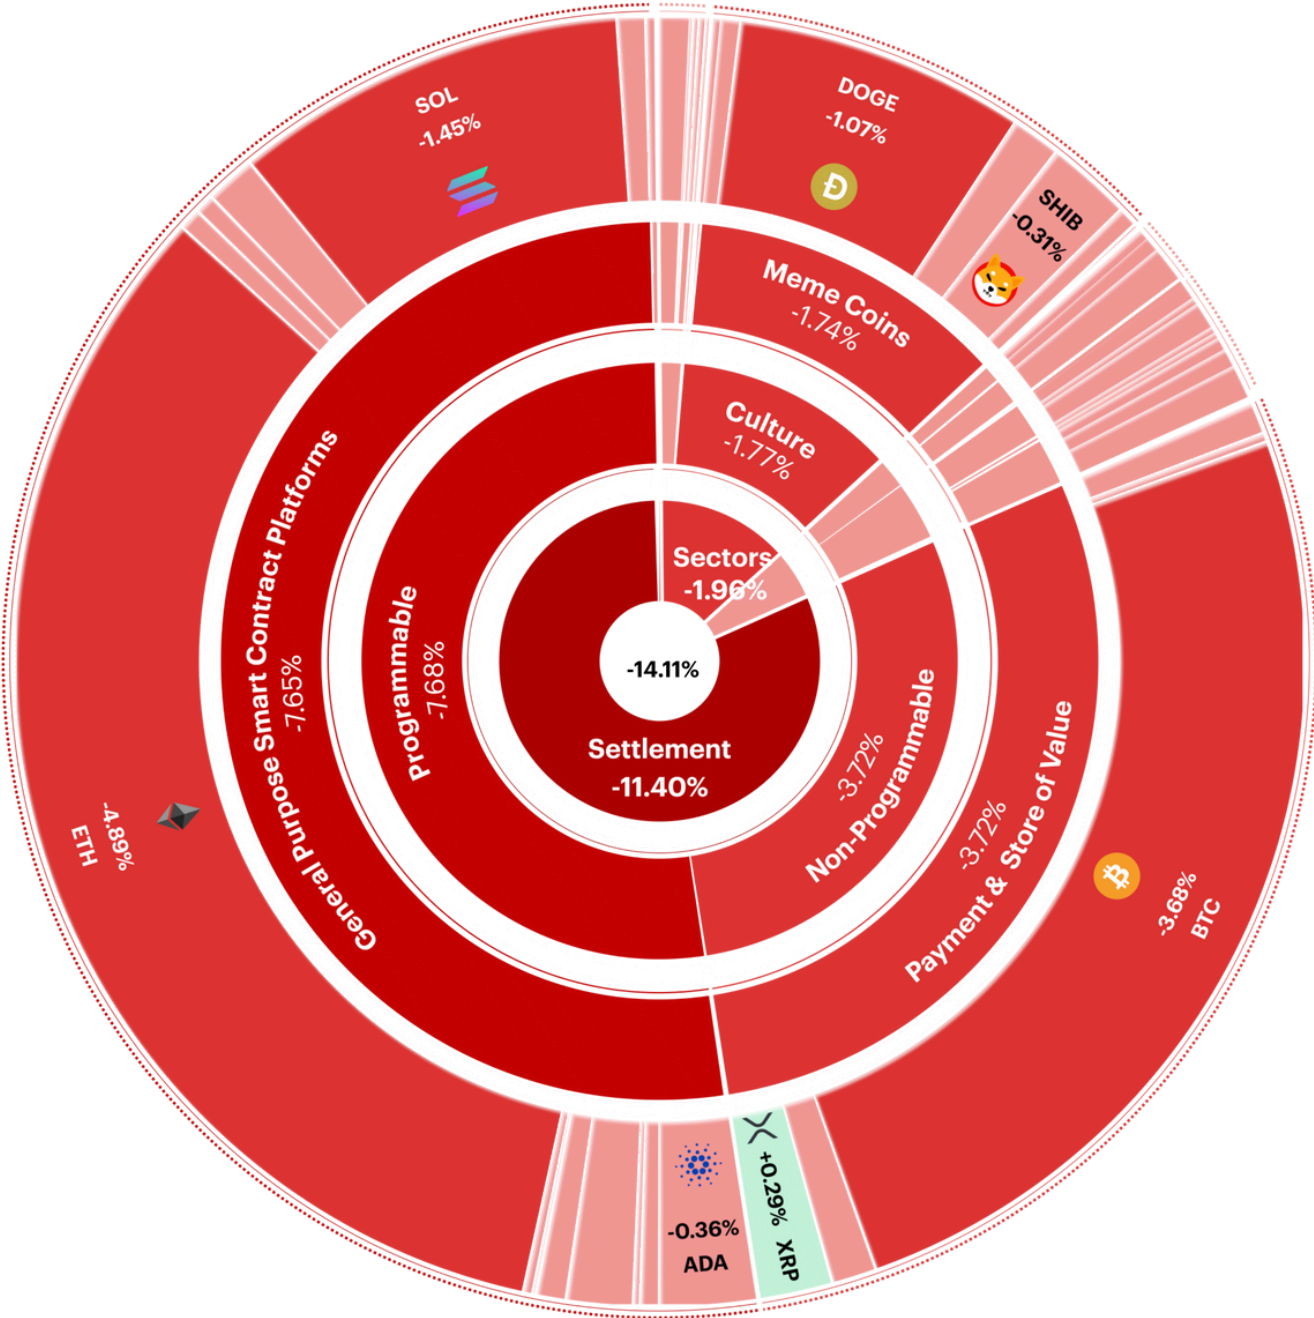 SOL
-1.45%
DOGE
-1.07%
SHIB
-0.31%
Meme Coins
-1.74%
Culture
-1.77%
Sectors
-1.96%
-14.11%
Settlement
-11.40%
Programmable
-7.68%
General Purpose Smart Contract Platforms
-7.65%
-3.72%
Non-Programmable
-3.72%
Payment & Store of Value
-4.89%
ETH
-3.68%
BTC
-0.36%
ADA
+0.29% XRP